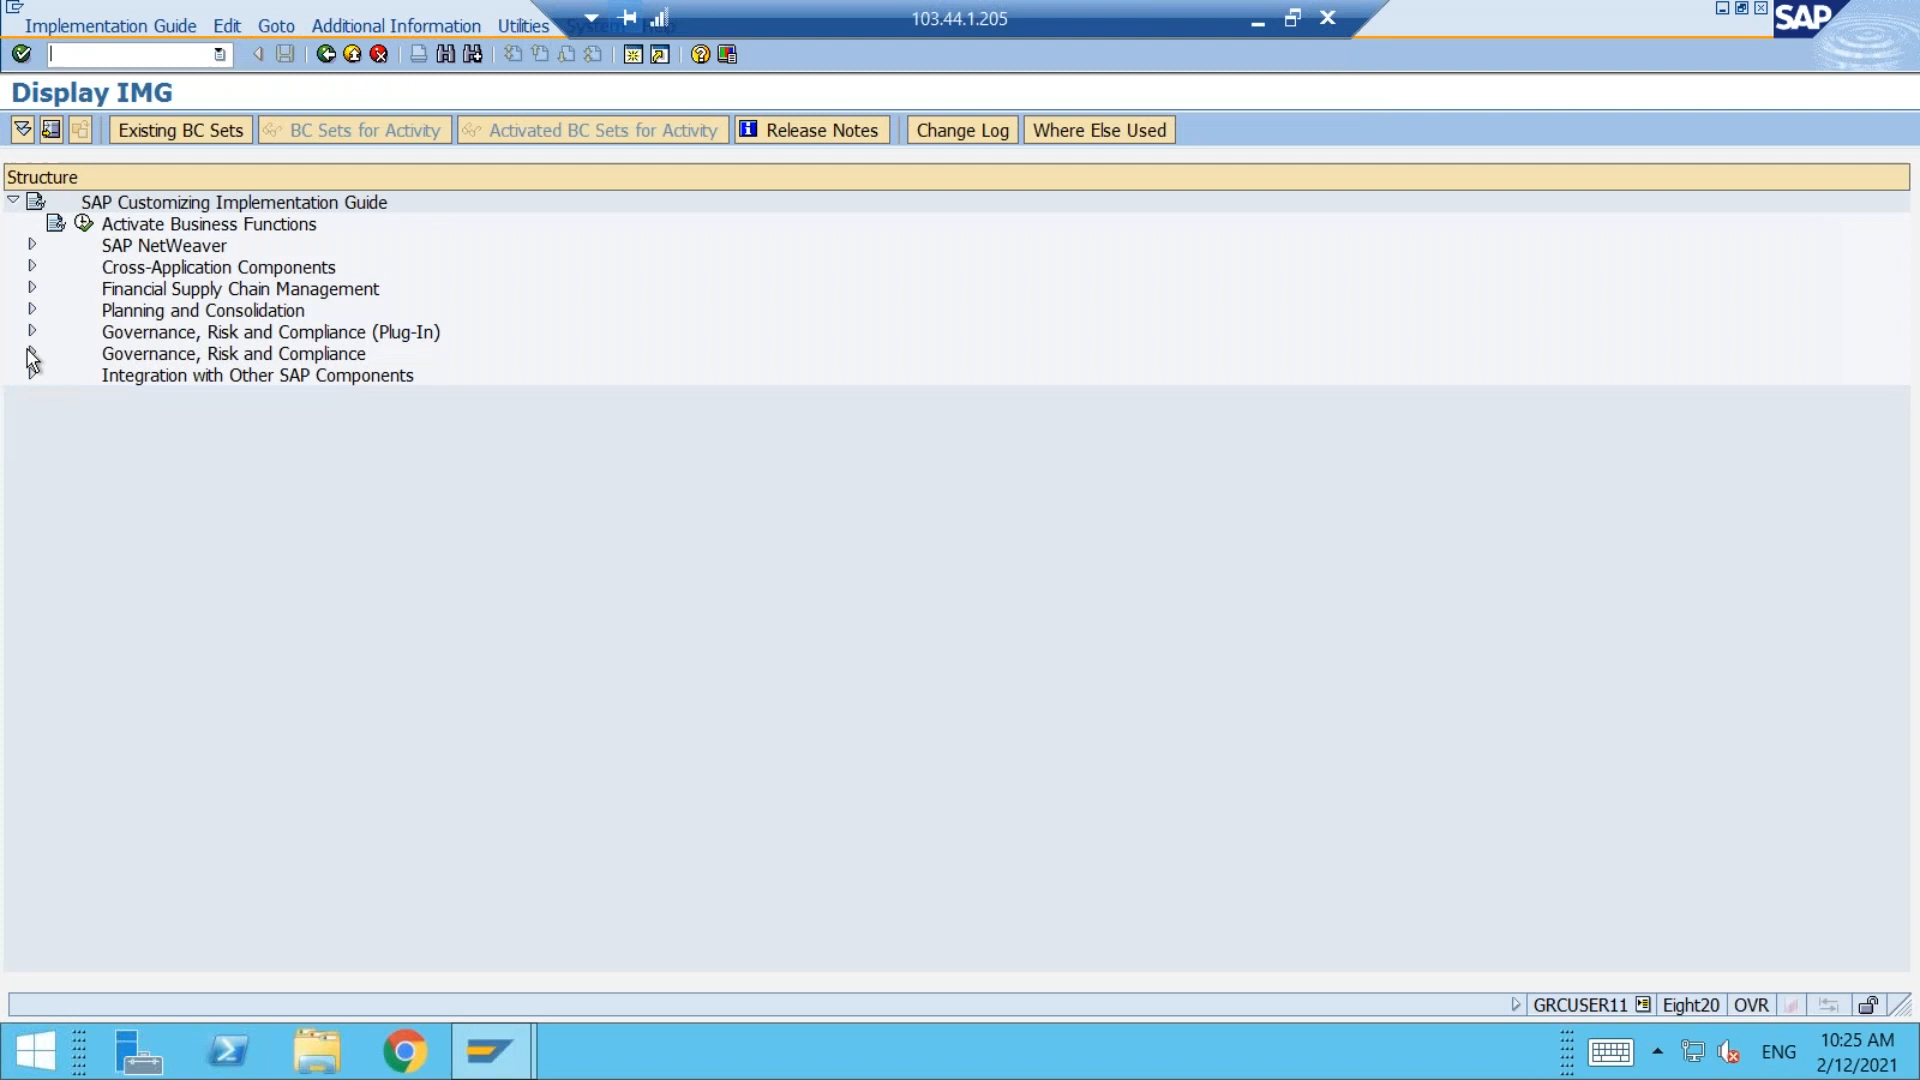 103.44.1.205
SAP
Implementation Guide Edit Goto Additional Information Utilities
Display IMG
Existing BC Sets BC Sets for Activity Activated BC Sets for Activity Release Notes Change Log Where Else Used
Structure
SAP Customizing Implementation Guide
Activate Business Functions
SAP NetWeaver
Cross-Application Components
Financial Supply Chain Management
Planning and Consolidation
Governance, Risk and Compliance (Plug-In)
Governance, Risk and Compliance
Integration with Other SAP Components
GRCUSER11 Eight20 OVR
ENG
10:25 AM
2/12/2021